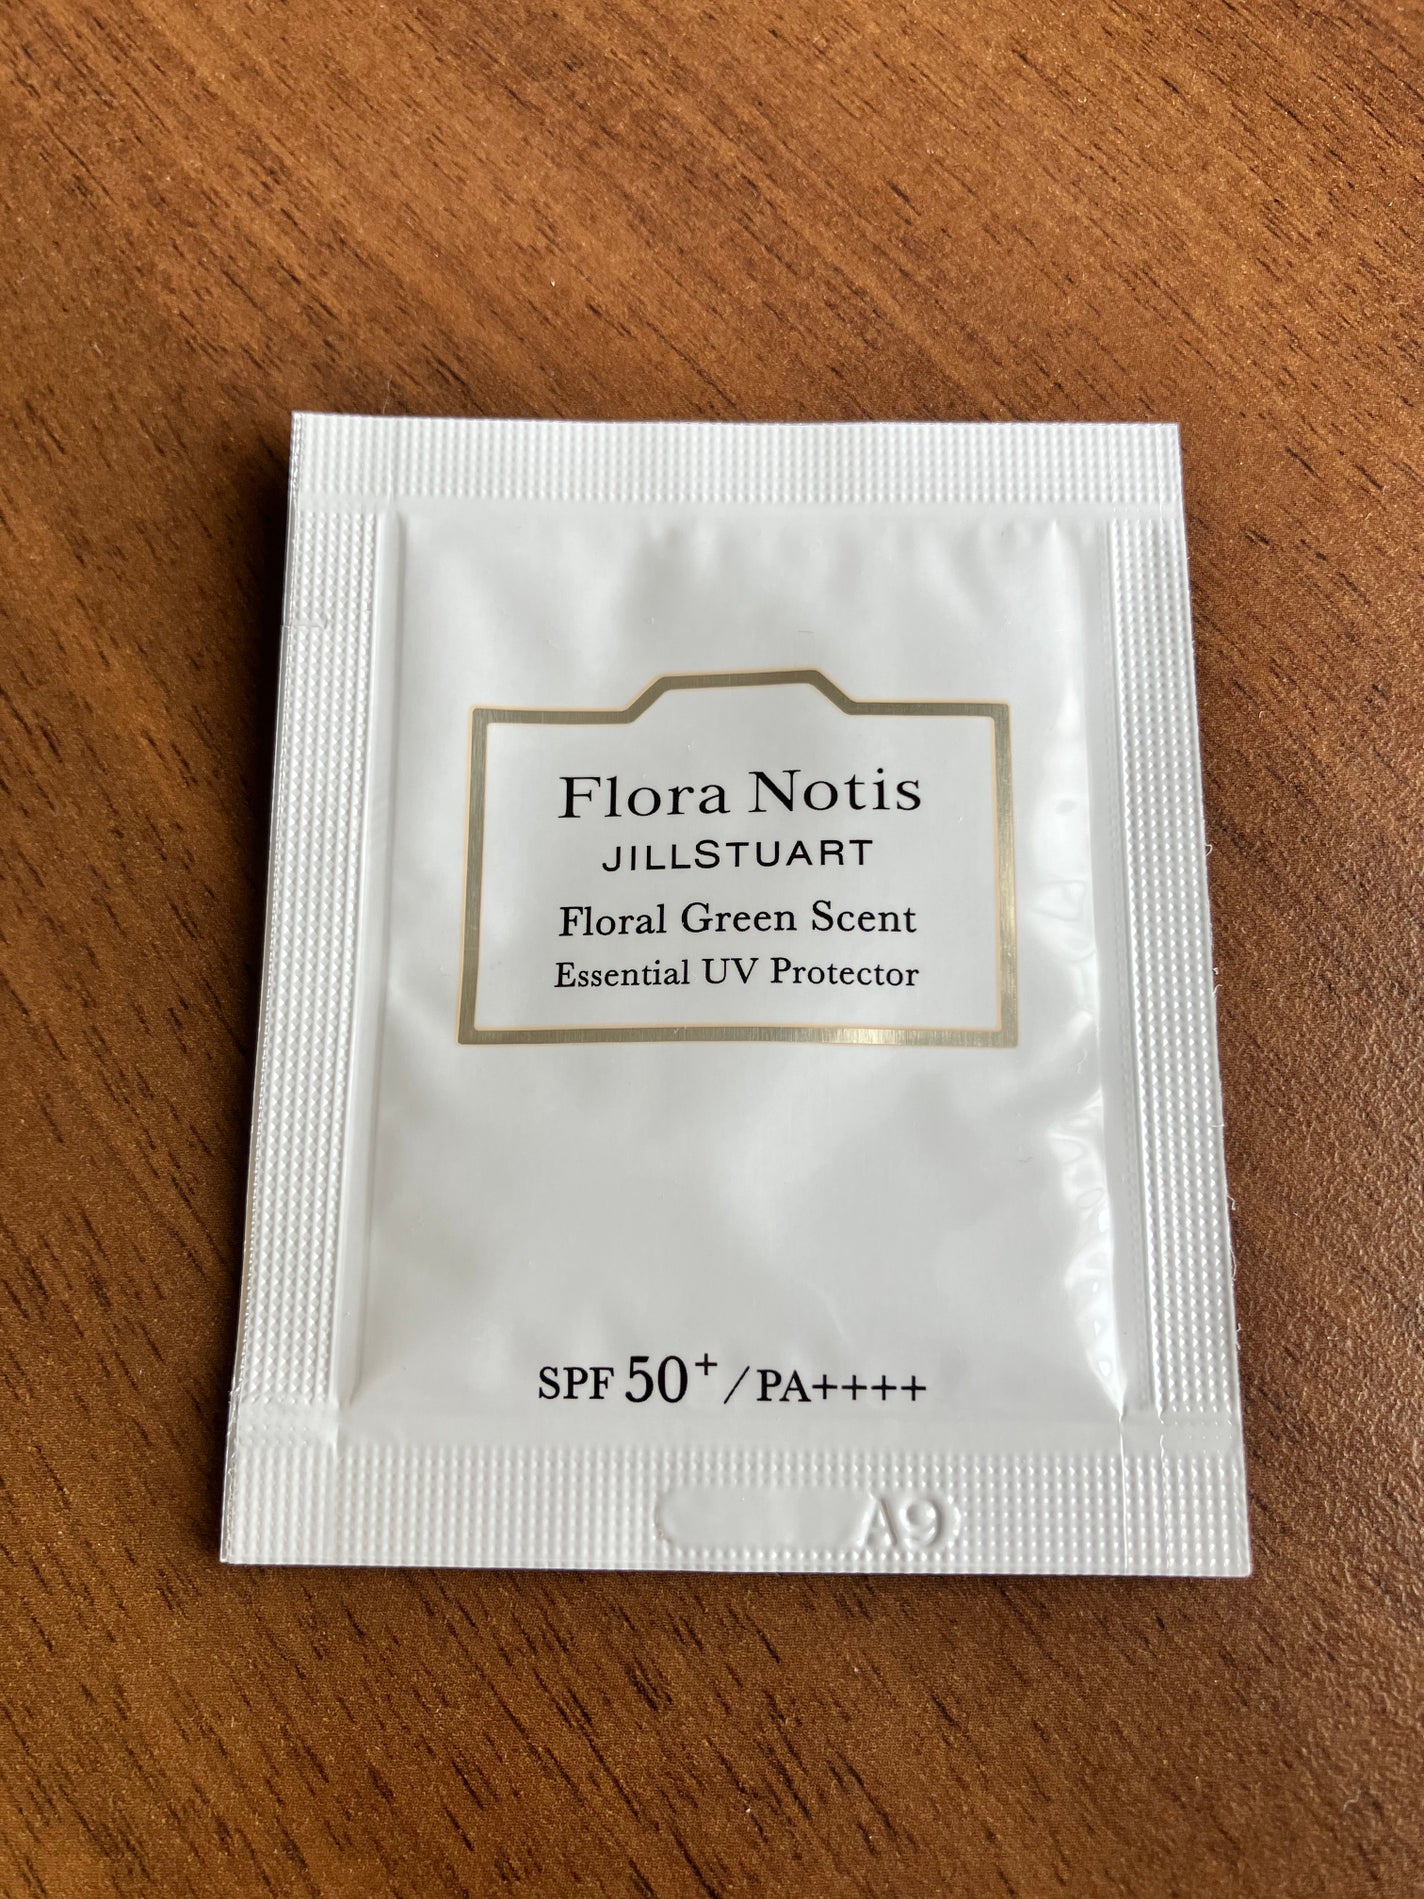 Flora Notis
JILLSTUART
Floral Green Scent
Essential UV Protector
SPF 50+/PA++++
A9